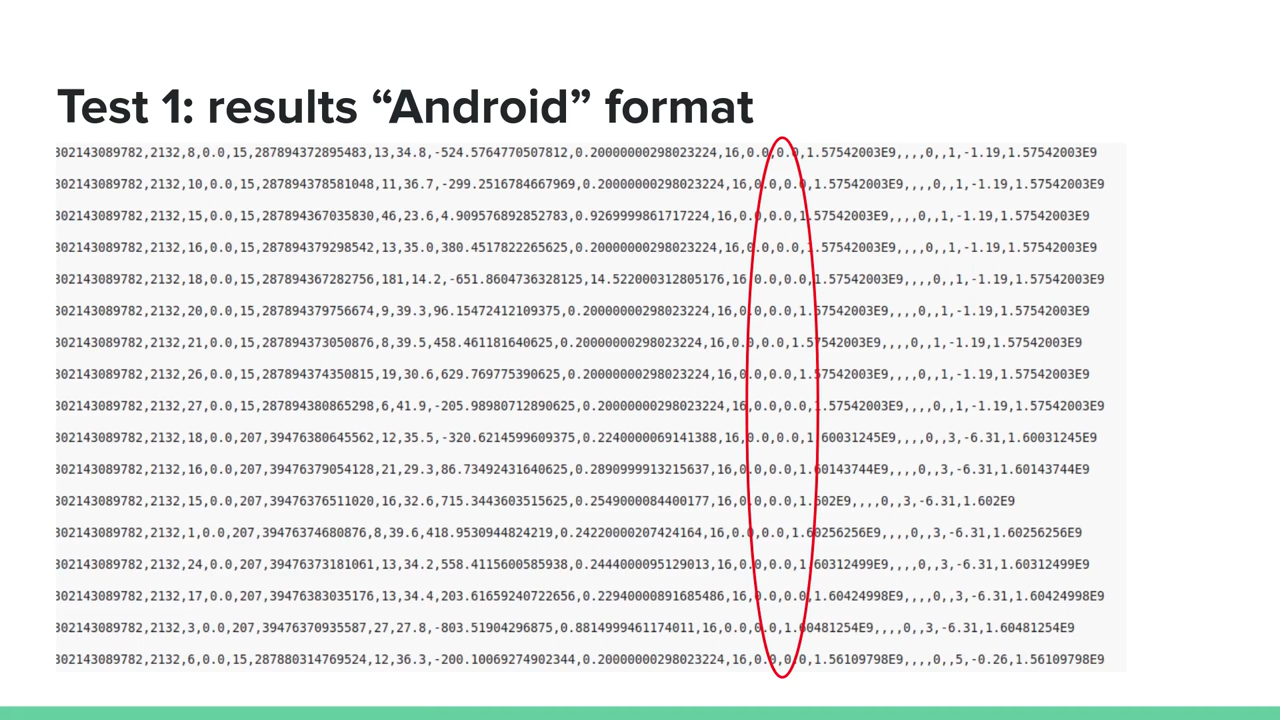 Test 1: results “Android” format
302143089782,2132,8,0.0,15,287894372895483,13,34.8,-524.5764770507812,0.20000000298023224,16,0.0,0.0,1.57542003E9,,,,0,,1,-1.19,1.57542003E9
302143089782,2132,10,0.0,15,287894378581048,11,36.7,-299.2516784667969,0.20000000298023224,16,0.0,0.0,1.57542003E9,,,,0,,1,-1.19,1.57542003E9
302143089782,2132,15,0.0,15,287894367035830,46,23.6,4.909576892852783,0.9269999861717224,16,0.0,0.0,1.57542003E9,,,,0,,1,-1.19,1.57542003E9
302143089782,2132,16,0.0,15,287894379298542,13,35.0,380.4517822265625,0.20000000298023224,16,0.0,0.0,1.57542003E9,,,,0,,1,-1.19,1.57542003E9
302143089782,2132,18,0.0,15,287894367282756,181,14.2,-651.8604736328125,14.522000312805176,16,0.0,0.0,1.57542003E9,,,,0,,1,-1.19,1.57542003E9
302143089782,2132,20,0.0,15,287894379756674,9,39.3,96.15472412109375,0.20000000298023224,16,0.0,0.0,1.57542003E9,,,,0,,1,-1.19,1.57542003E9
302143089782,2132,21,0.0,15,287894373050876,8,39.5,458.461181640625,0.20000000298023224,16,0.0,0.0,1.57542003E9,,,,0,,1,-1.19,1.57542003E9
302143089782,2132,26,0.0,15,287894374350815,19,30.6,629.769775390625,0.20000000298023224,16,0.0,0.0,1.57542003E9,,,,0,,1,-1.19,1.57542003E9
302143089782,2132,27,0.0,15,287894380865298,6,41.9,-205.98980712890625,0.20000000298023224,16,0.0,0.0,1.57542003E9,,,,0,,1,-1.19,1.57542003E9
302143089782,2132,18,0.0,207,39476380645562,12,35.5,-320.6214599609375,0.2240000069141388,16,0.0,0.0,1.60031245E9,,,,0,,3,-6.31,1.60031245E9
302143089782,2132,16,0.0,207,39476379054128,21,29.3,86.73492431640625,0.2890999913215637,16,0.0,0.0,1.60143744E9,,,,0,,3,-6.31,1.60143744E9
302143089782,2132,15,0.0,207,39476376511020,16,32.6,715.3443603515625,0.2549000084400177,16,0.0,0.0,1.602E9,,,,0,,3,-6.31,1.602E9
302143089782,2132,1,0.0,207,39476374680876,8,39.6,418.9530944824219,0.24220000207424164,16,0.0,0.0,1.60256256E9,,,,0,,3,-6.31,1.60256256E9
302143089782,2132,24,0.0,207,39476373181061,13,34.2,558.4115600585938,0.2444000095129013,16,0.0,0.0,1.60312499E9,,,,0,,3,-6.31,1.60312499E9
302143089782,2132,17,0.0,207,39476383035176,13,34.4,203.61659240722656,0.22940000891685486,16,0.0,0.0,1.60424998E9,,,,0,,3,-6.31,1.60424998E9
302143089782,2132,3,0.0,207,39476370935587,27,27.8,-803.51904296875,0.8814999461174011,16,0.0,0.0,1.60481254E9,,,,0,,3,-6.31,1.60481254E9
302143089782,2132,6,0.0,15,287880314769524,12,36.3,-200.10069274902344,0.20000000298023224,16,0.0,0.0,1.56109798E9,,,,0,,5,-0.26,1.56109798E9